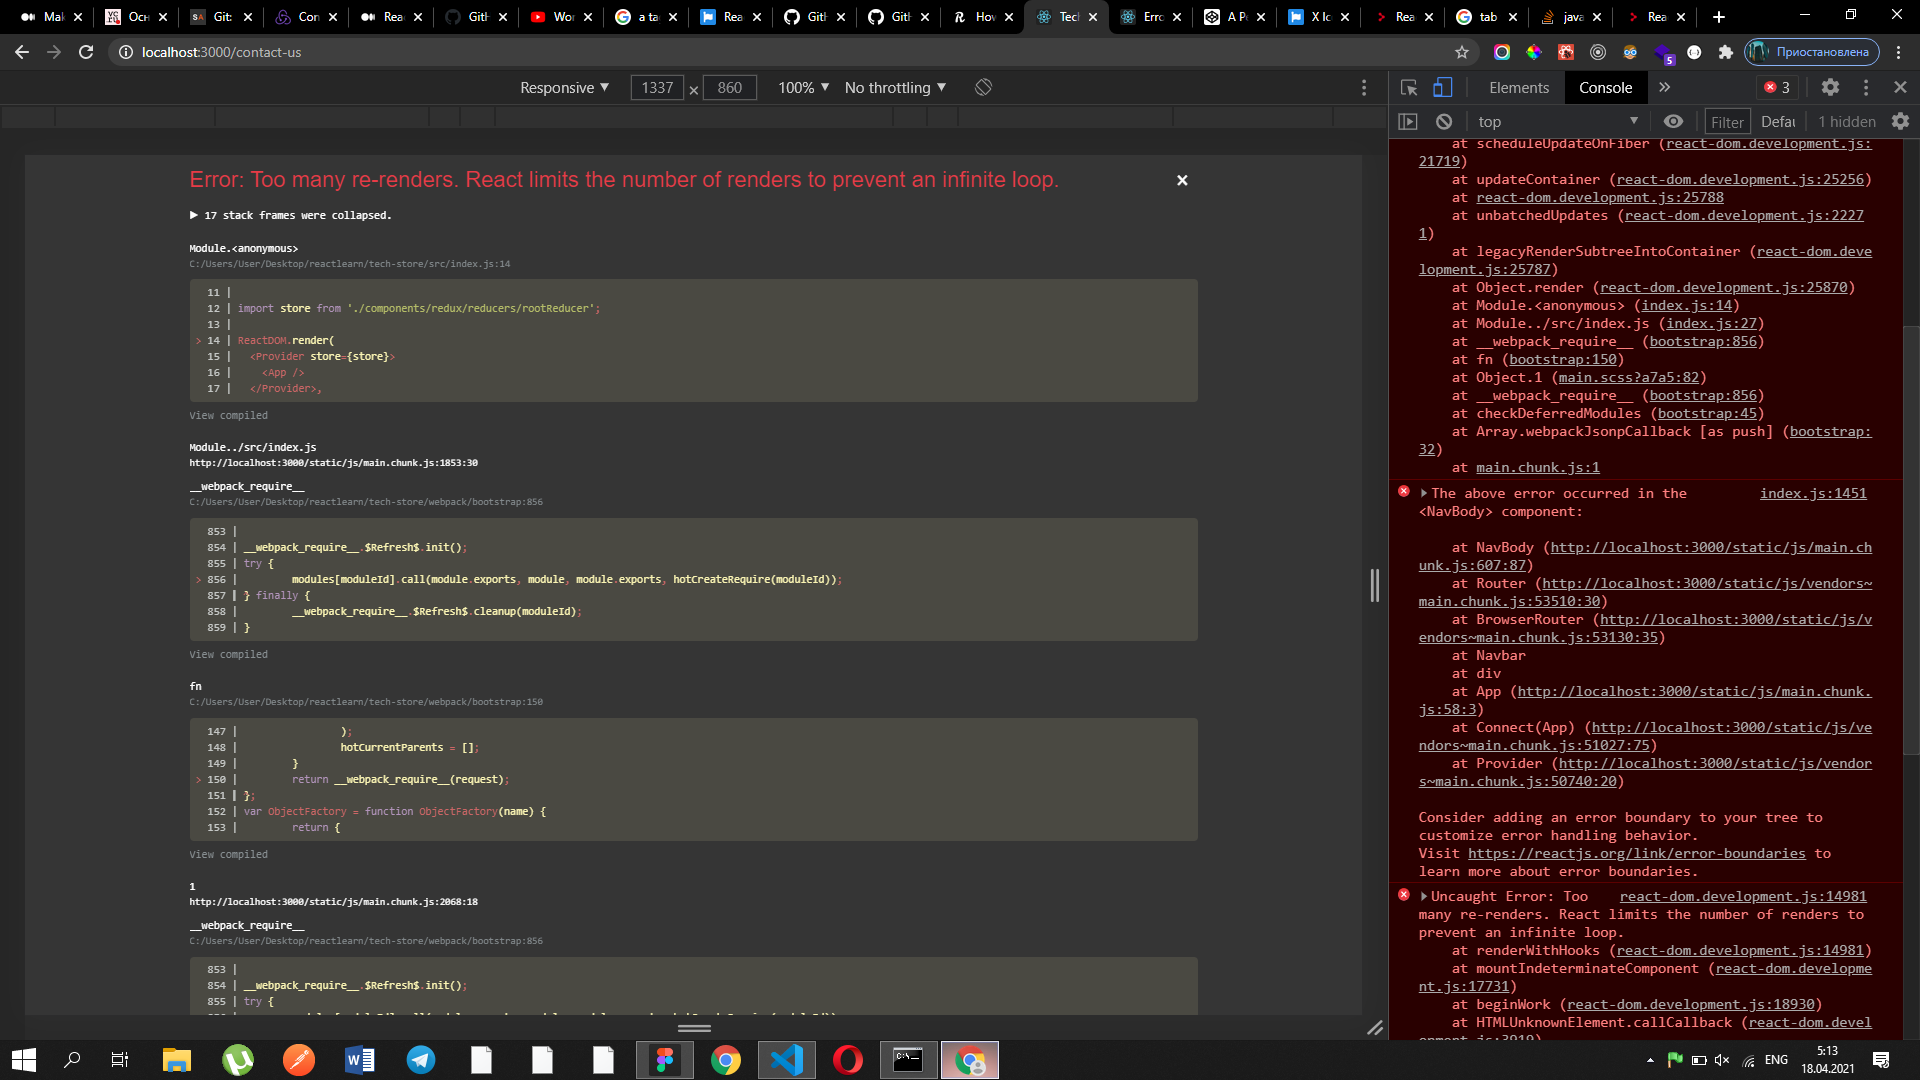 Mak
Осн
Git:
Con
Rea
GitH
Wor
a ta
Rea
GitH
GitH
Hov
Tec
Erro
A Po
X Ic
Rea
tab
java
Rea
localhost:3000/contact-us
5
Приостановлена
Responsive ▼ 1337 × 860 100% ▼ No throttling ▼
Elements Console » 3
top ▼ Filter Defau 1 hidden
Error: Too many re-renders. React limits the number of renders to prevent an infinite loop.
▶ 17 stack frames were collapsed.
Module.<anonymous>
C:/Users/User/Desktop/reactlearn/tech-store/src/index.js:14
11 |
12 | import store from './components/redux/reducers/rootReducer';
13 |
> 14 | ReactDOM.render(
15 |   <Provider store={store}>
16 |     <App />
17 |   </Provider>,
View compiled
Module../src/index.js
http://localhost:3000/static/js/main.chunk.js:1853:30
__webpack_require__
C:/Users/User/Desktop/reactlearn/tech-store/webpack/bootstrap:856
853 |
854 | __webpack_require__.$Refresh$.init();
855 | try {
> 856 | modules[moduleId].call(module.exports, module, module.exports, hotCreateRequire(moduleId));
857 | } finally {
858 | __webpack_require__.$Refresh$.cleanup(moduleId);
859 | }
View compiled
fn
C:/Users/User/Desktop/reactlearn/tech-store/webpack/bootstrap:150
147 | );
148 | hotCurrentParents = [];
149 | }
> 150 | return __webpack_require__(request);
151 | };
152 | var ObjectFactory = function ObjectFactory(name) {
153 | return {
View compiled
1
http://localhost:3000/static/js/main.chunk.js:2068:18
__webpack_require__
C:/Users/User/Desktop/reactlearn/tech-store/webpack/bootstrap:856
853 |
854 | __webpack_require__.$Refresh$.init();
855 | try {
at scheduleUpdateOnFiber (react-dom.development.js:
21719)
at updateContainer (react-dom.development.js:25256)
at react-dom.development.js:25788
at unbatchedUpdates (react-dom.development.js:2227
1)
at legacyRenderSubtreeIntoContainer (react-dom.deve
lopment.js:25787)
at Object.render (react-dom.development.js:25870)
at Module.<anonymous> (index.js:14)
at Module../src/index.js (index.js:27)
at __webpack_require__ (bootstrap:856)
at fn (bootstrap:150)
at Object.1 (main.scss?a7a5:82)
at __webpack_require__ (bootstrap:856)
at checkDeferredModules (bootstrap:45)
at Array.webpackJsonpCallback [as push] (bootstrap:
32)
at main.chunk.js:1
▶The above error occurred in the index.js:1451
<NavBody> component:
at NavBody (http://localhost:3000/static/js/main.ch
unk.js:607:87)
at Router (http://localhost:3000/static/js/vendors~
main.chunk.js:53510:30)
at BrowserRouter (http://localhost:3000/static/js/v
endors~main.chunk.js:53130:35)
at Navbar
at div
at App (http://localhost:3000/static/js/main.chunk.
js:58:3)
at Connect(App) (http://localhost:3000/static/js/ve
ndors~main.chunk.js:51027:75)
at Provider (http://localhost:3000/static/js/vendor
s~main.chunk.js:50740:20)
Consider adding an error boundary to your tree to
customize error handling behavior.
Visit https://reactjs.org/link/error-boundaries to
learn more about error boundaries.
▶Uncaught Error: Too react-dom.development.js:14981
many re-renders. React limits the number of renders to
prevent an infinite loop.
at renderWithHooks (react-dom.development.js:14981)
at mountIndeterminateComponent (react-dom.developme
nt.js:17731)
at beginWork (react-dom.development.js:18930)
at HTMLUnknownElement.callCallback (react-dom.devel
opment.js:3919)
ENG
5:13
18.04.2021